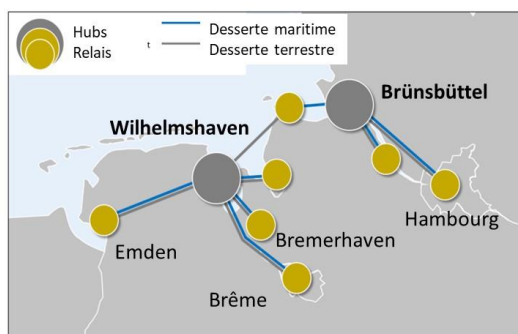 Hubs
Relais
t
Desserte maritime
Desserte terrestre
Brünsbüttel
Wilhelmshaven
Hambourg
Emden
Bremerhaven
Brême